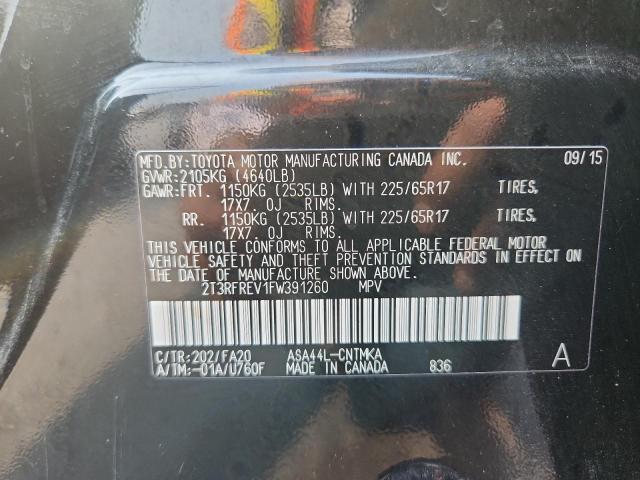 MFD.BY:TOYOTA MOTOR MANUFACTURING CANADA INC. 09/15
GVWR:2105KG (4640LB)
GAWR:FRT. 1150KG (2535LB) WITH 225/65R17 TIRES,
17X7.0J RIMS.
RR. 1150KG (2535LB) WITH 225/65R17 TIRES,
17X7.0J RIMS.
THIS VEHICLE CONFORMS TO ALL APPLICABLE FEDERAL MOTOR
VEHICLE SAFETY AND THEFT PREVENTION STANDARDS IN EFFECT ON
THE DATE OF MANUFACTURE SHOWN ABOVE.
2T3RFREV1FW391260 MPV
C/TR:202/FA20 ASA44L-CNTMKA
A/TM:-01A/U760F MADE IN CANADA 836 A